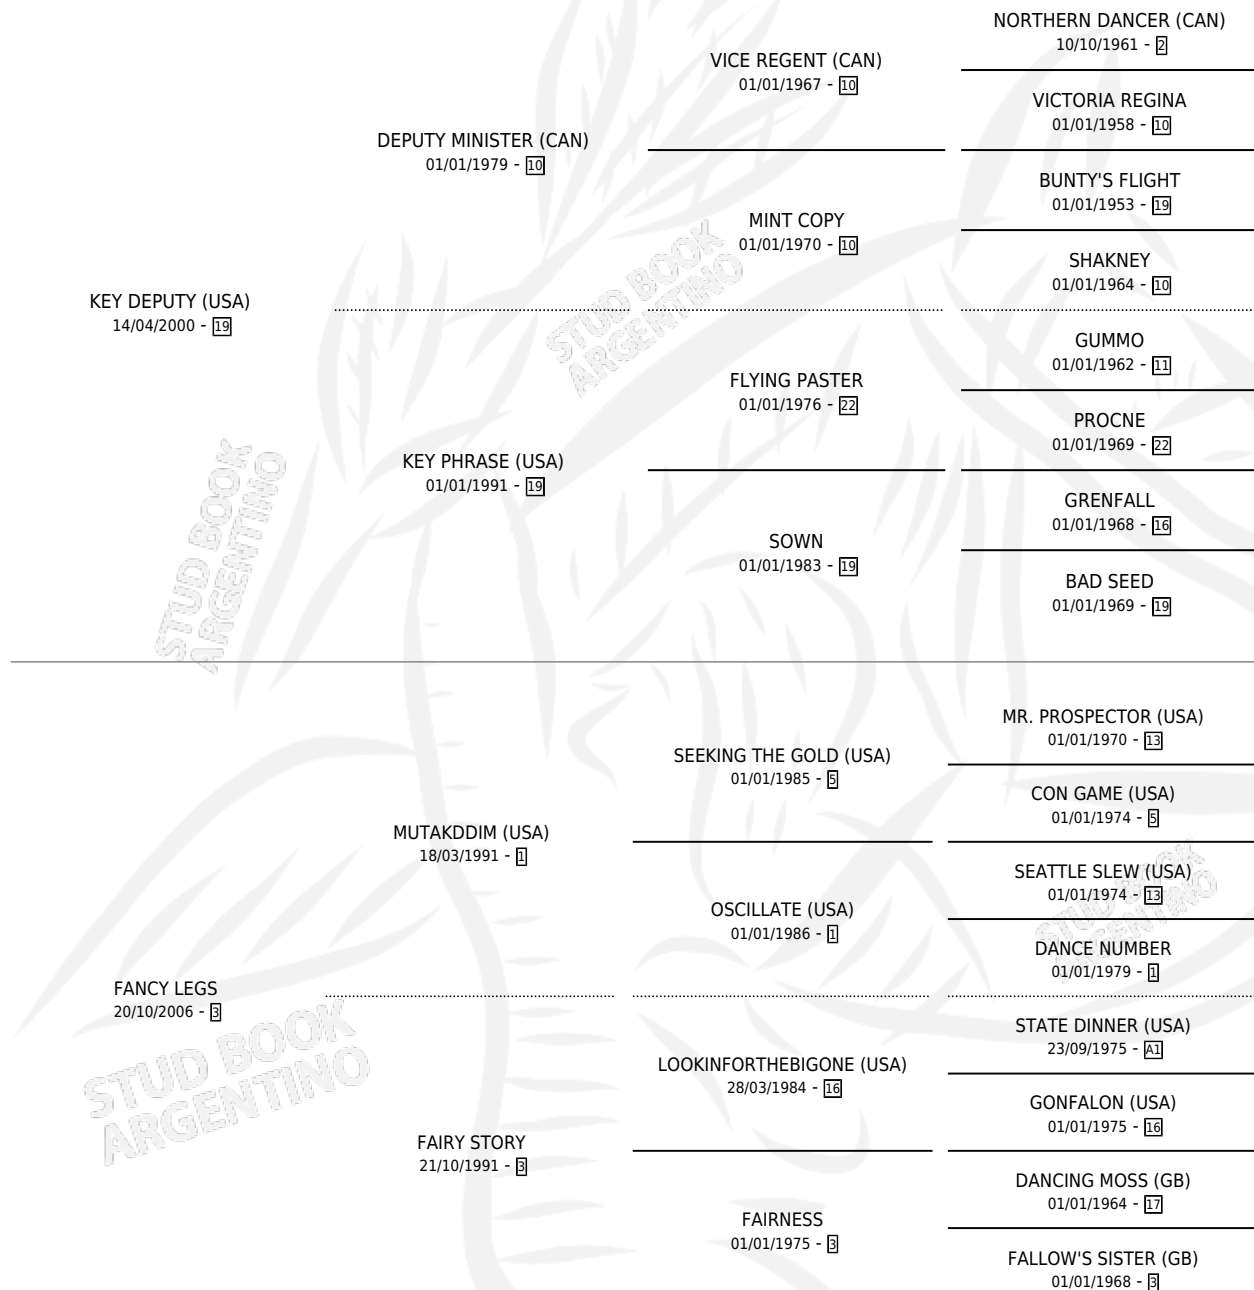 NORTHERN DANCER (CAN)
10/10/1961 - 2
VICE REGENT (CAN)
01/01/1967 - 10
VICTORIA REGINA
01/01/1958 - 10
DEPUTY MINISTER (CAN)
01/01/1979 - 10
BUNTY'S FLIGHT
01/01/1953 - 19
MINT COPY
01/01/1970 - 10
SHAKNEY
01/01/1964 - 10
KEY DEPUTY (USA)
14/04/2000 - 19
GUMMO
01/01/1962 - 11
FLYING PASTER
01/01/1976 - 22
PROCNE
01/01/1969 - 22
KEY PHRASE (USA)
01/01/1991 - 19
GRENFALL
01/01/1968 - 16
SOWN
01/01/1983 - 19
BAD SEED
01/01/1969 - 19
MR. PROSPECTOR (USA)
01/01/1970 - 13
SEEKING THE GOLD (USA)
01/01/1985 - 5
CON GAME (USA)
01/01/1974 - 5
MUTAKDDIM (USA)
18/03/1991 - 1
SEATTLE SLEW (USA)
01/01/1974 - 13
OSCILLATE (USA)
01/01/1986 - 1
DANCE NUMBER
01/01/1979 - 1
FANCY LEGS
20/10/2006 - 3
STATE DINNER (USA)
23/09/1975 - A1
LOOKINFORTHEBIGONE (USA)
28/03/1984 - 16
GONFALON (USA)
01/01/1975 - 16
FAIRY STORY
21/10/1991 - 3
DANCING MOSS (GB)
01/01/1964 - 17
FAIRNESS
01/01/1975 - 3
FALLOW'S SISTER (GB)
01/01/1968 - 3
STUD BOOK
ARGENTINO
STUD BOOK
ARGENTINO
STUD BOOK
ARGENTINO
STUD BOOK
ARGENTINO